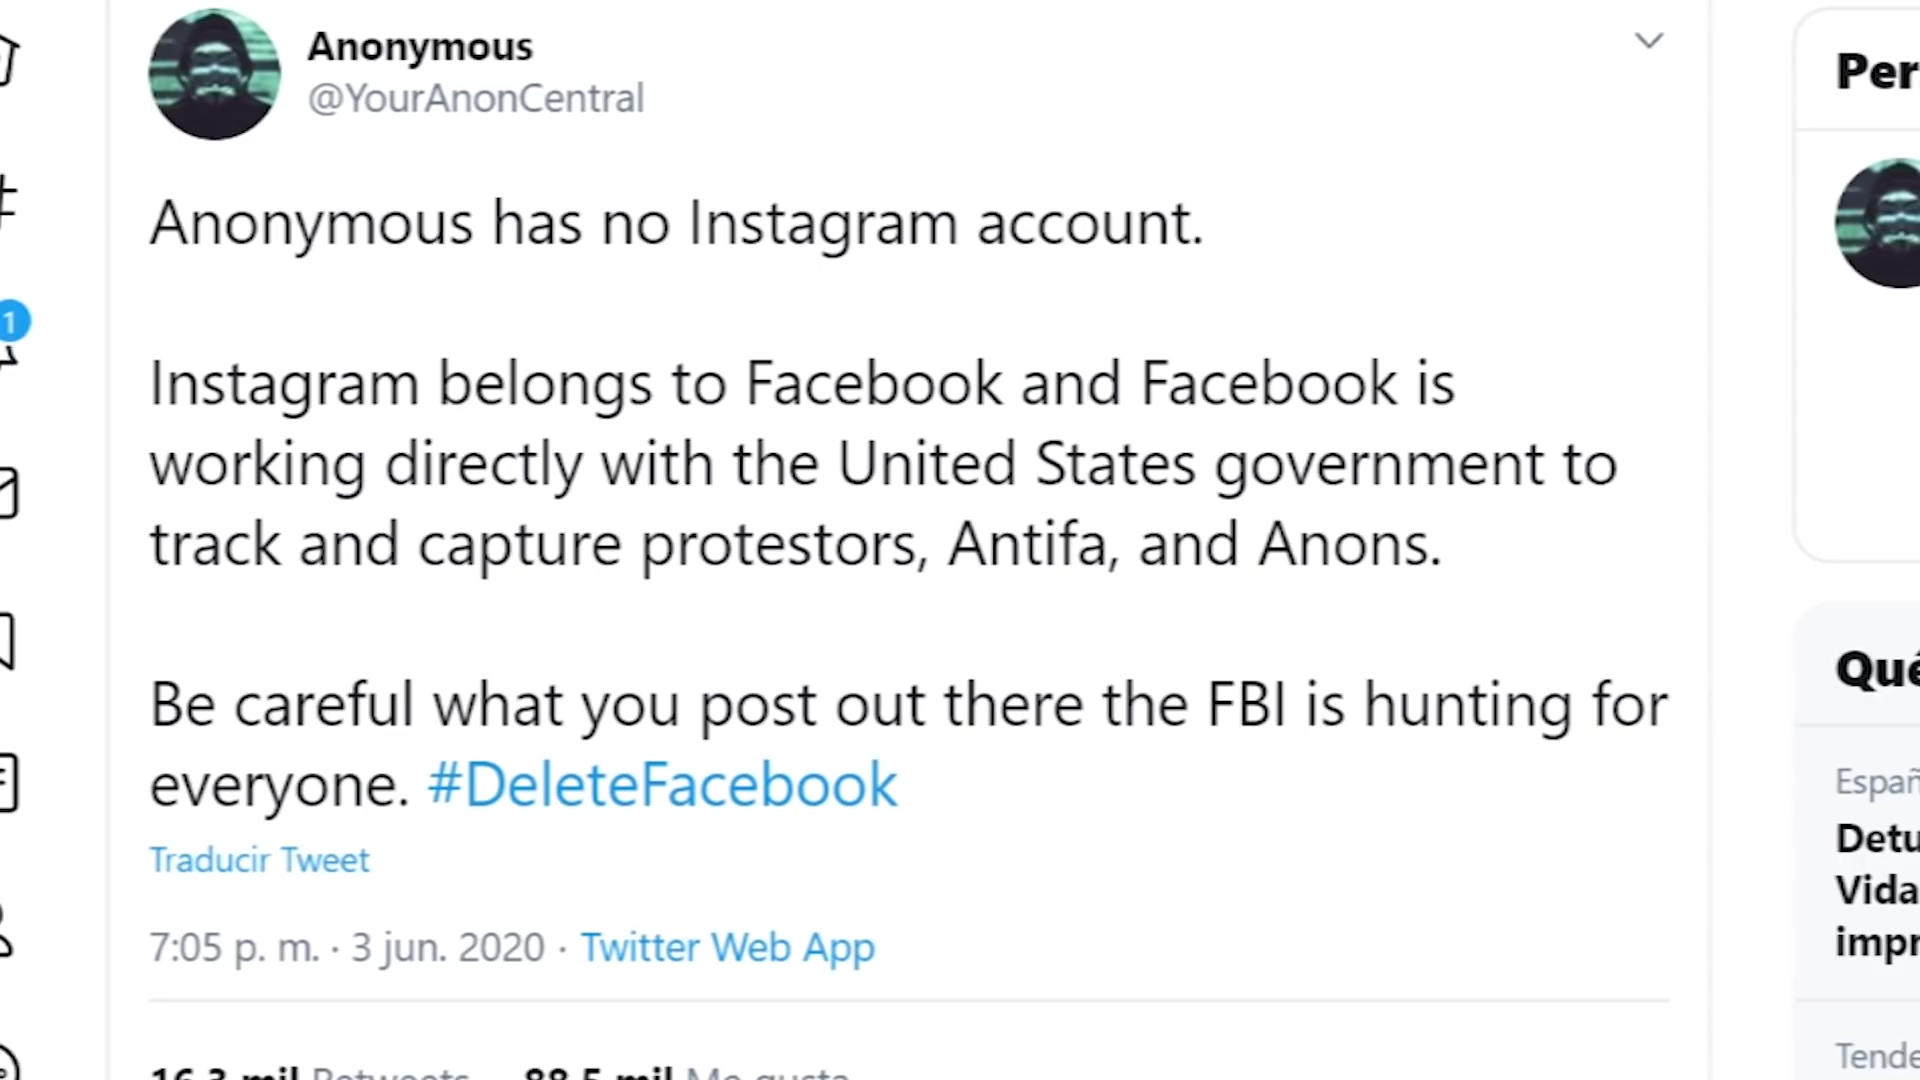 Anonymous
@YourAnonCentral
Anonymous has no Instagram account.
Instagram belongs to Facebook and Facebook is
working directly with the United States government to
track and capture protestors, Antifa, and Anons.
Be careful what you post out there the FBI is hunting for
everyone. #DeleteFacebook
Traducir Tweet
7:05 p. m. · 3 jun. 2020 · Twitter Web App
16,3 mil Retweets 88,5 mil Me gusta
1
Per
Qué
Españ
Detu
Vida
impr
Tende